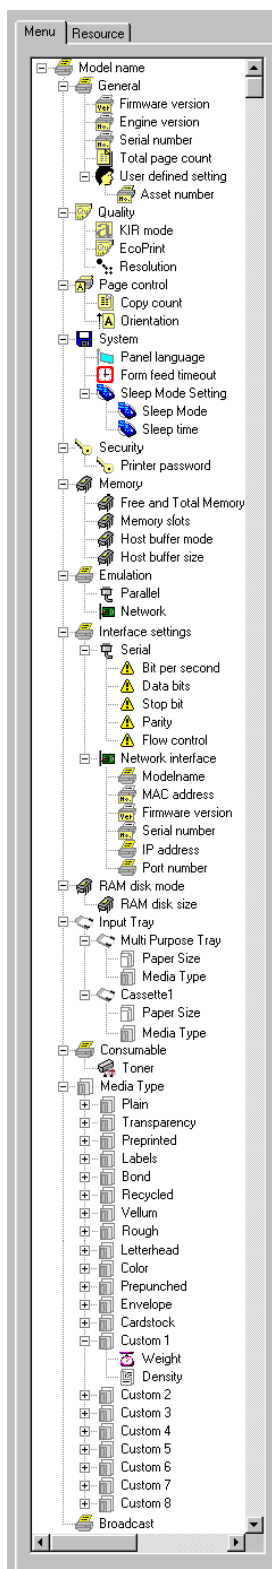 Menu Resource
Model name
General
Firmware version
Engine version
Serial number
Total page count
User defined setting
Asset number
Quality
KIR mode
EcoPrint
Resolution
Page control
Copy count
Orientation
System
Panel language
Form feed timeout
Sleep Mode Setting
Sleep Mode
Sleep time
Security
Printer password
Memory
Free and Total Memory
Memory slots
Host buffer mode
Host buffer size
Emulation
Parallel
Network
Interface settings
Serial
Bit per second
Data bits
Stop bit
Parity
Flow control
Network interface
Modelname
MAC address
Firmware version
Serial number
IP address
Port number
RAM disk mode
RAM disk size
Input Tray
Multi Purpose Tray
Paper Size
Media Type
Cassette1
Paper Size
Media Type
Consumable
Toner
Media Type
Plain
Transparency
Preprinted
Labels
Bond
Recycled
Vellum
Rough
Letterhead
Color
Prepunched
Envelope
Cardstock
Custom 1
Weight
Density
Custom 2
Custom 3
Custom 4
Custom 5
Custom 6
Custom 7
Custom 8
Broadcast